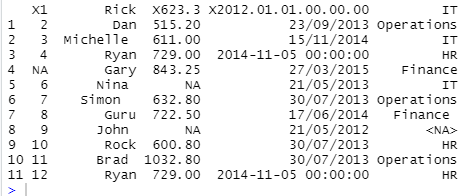 X1 Rick X623.3 X2012.01.01.00.00.00 IT
1 2 Dan 515.20 23/09/2013 Operations
2 3 Michelle 611.00 15/11/2014 IT
3 4 Ryan 729.00 2014-11-05 00:00:00 HR
4 NA Gary 843.25 27/03/2015 Finance
5 6 Nina NA 21/05/2013 IT
6 7 Simon 632.80 30/07/2013 Operations
7 8 Guru 722.50 17/06/2014 Finance
8 9 John NA 21/05/2012 <NA>
9 10 Rock 600.80 30/07/2013 HR
10 11 Brad 1032.80 30/07/2013 Operations
11 12 Ryan 729.00 2014-11-05 00:00:00 HR
>